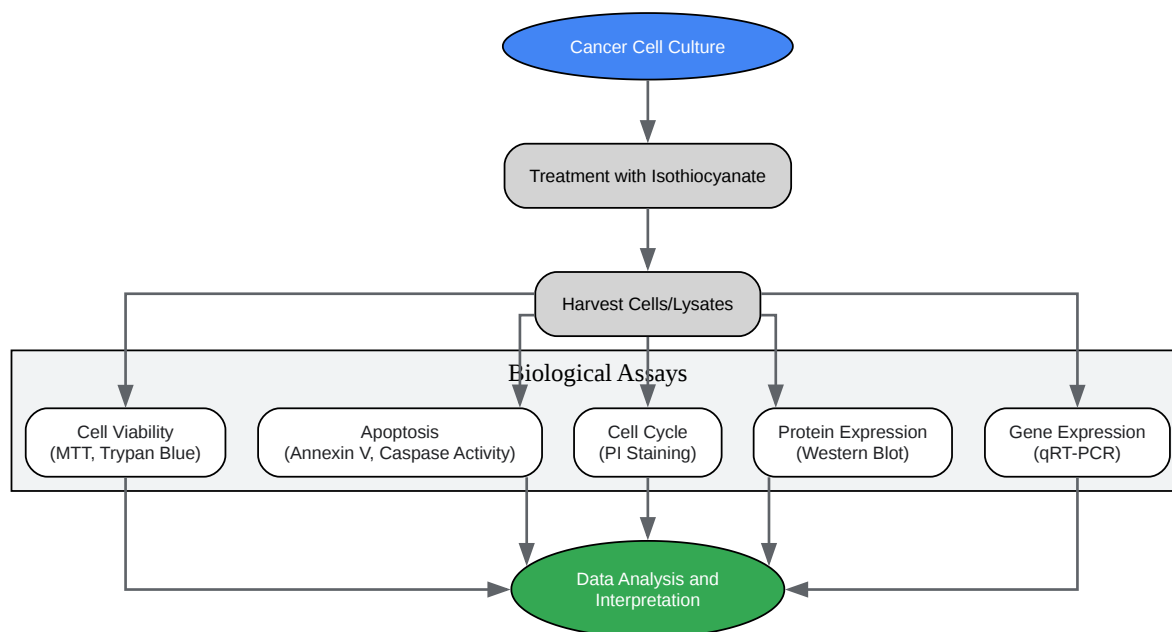 Cancer Cell Culture
Treatment with Isothiocyanate
Harvest Cells/Lysates
Biological Assays
Cell Viability
(MTT, Trypan Blue)
Apoptosis
(Annexin V, Caspase Activity)
Cell Cycle
(PI Staining)
Protein Expression
(Western Blot)
Gene Expression
(qRT-PCR)
Data Analysis and
Interpretation